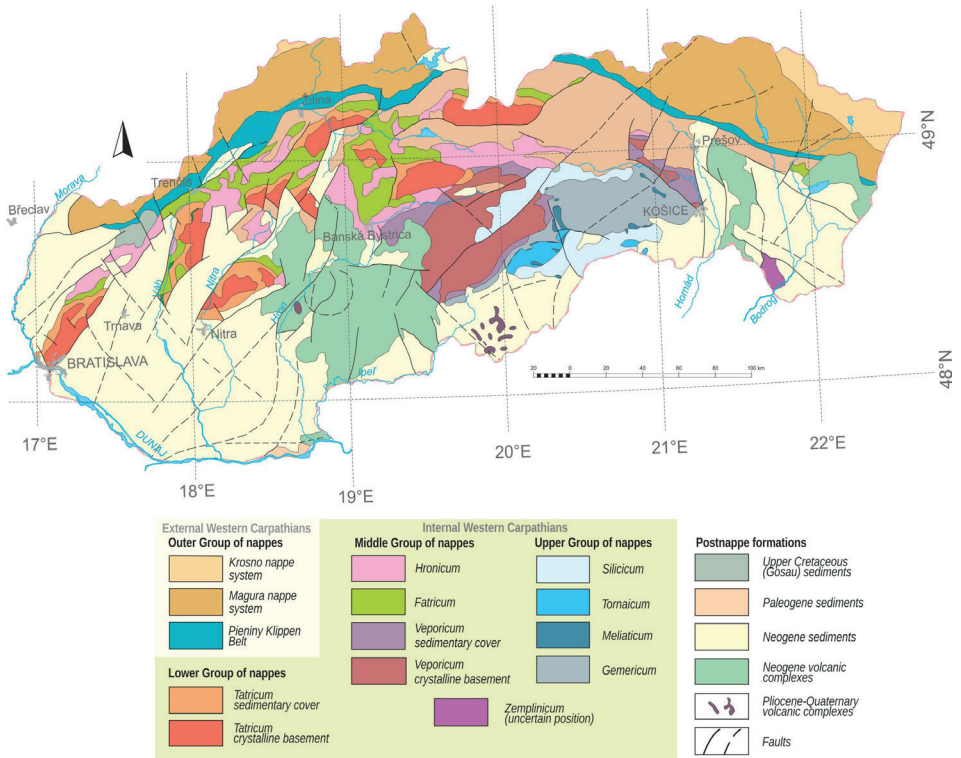 Žilina
49°N
Prešov
Trenčín
Morava
Břeclav
KOŠICE
Banská Bystrica
Váh
Nitra
Hron
Hornád
Bodrog
Trnava
Nitra
BRATISLAVA
Ipeľ
48°N
20 0 20 40 60 80 100 km
17°E
DUNAJ
22°E
21°E
20°E
19°E
18°E
External Western Carpathians
Outer Group of nappes
Krosno nappe
system
Magura nappe
system
Pieniny Klippen
Belt
Lower Group of nappes
Tatricum
sedimentary cover
Tatricum
crystalline basement
Internal Western Carpathians
Middle Group of nappes
Hronicum
Fatricum
Veporicum
sedimentary cover
Veporicum
crystalline basement
Zemplinicum
(uncertain position)
Upper Group of nappes
Silicicum
Tornaicum
Meliaticum
Gemericum
Postnappe formations
Upper Cretaceous
(Gosau) sediments
Paleogene sediments
Neogene sediments
Neogene volcanic
complexes
Pliocene-Quaternary
volcanic complexes
Faults